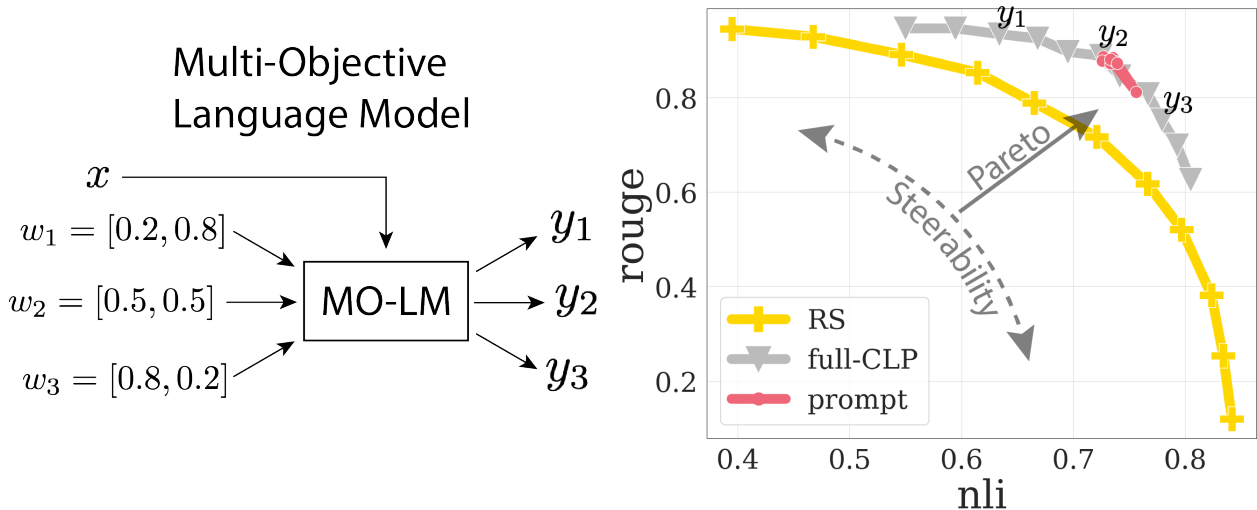 Multi-Objective
Language Model
x
w₁ = [0.2, 0.8]
w₂ = [0.5, 0.5]
w₃ = [0.8, 0.2]
MO-LM
y₁
y₂
y₃
rouge
0.8
0.6
0.4
0.2
y₁
y₂
y₃
Pareto
Steerability
RS
full-CLP
prompt
0.4 0.5 0.6 0.7 0.8
nli